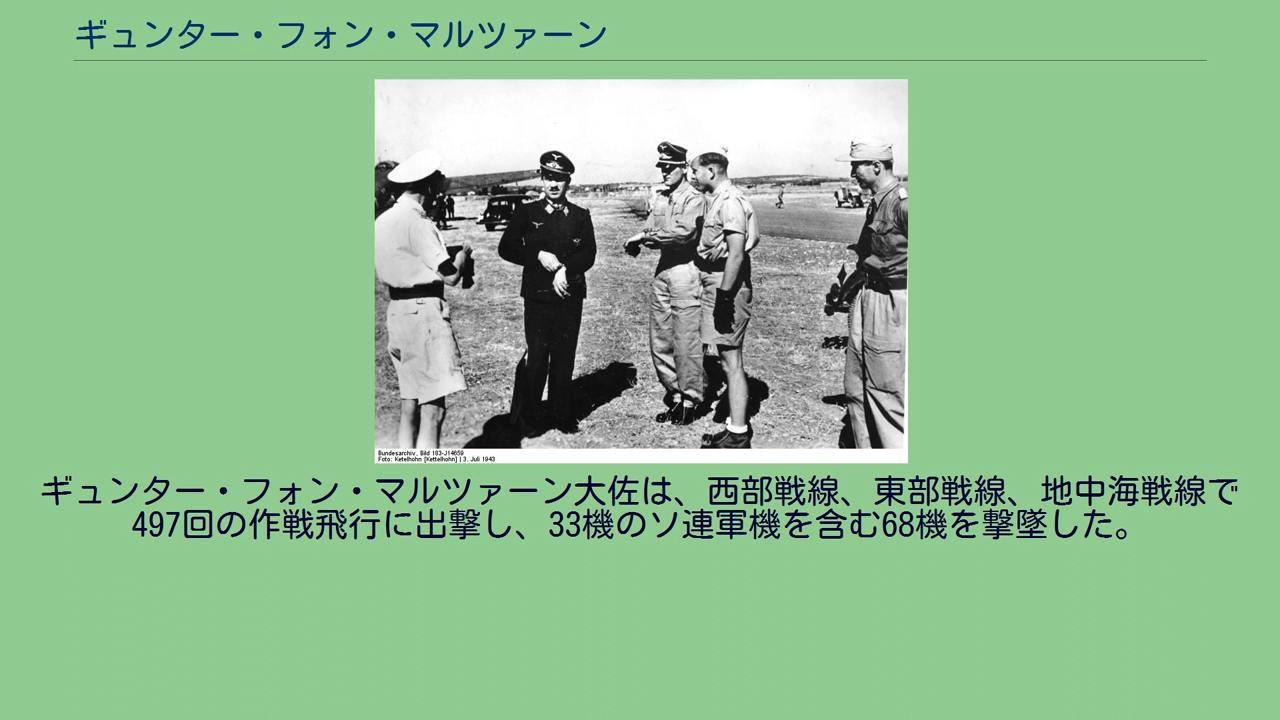 ギュンター・フォン・マルツァーン
Bundesarchiv, Bild 183-J14659
Foto: Ketelhohn [Kettelhohn] | 3. Juli 1943
ギュンター・フォン・マルツァーン大佐は、西部戦線、東部戦線、地中海戦線で
497回の作戦飛行に出撃し、33機のソ連軍機を含む68機を撃墜した。